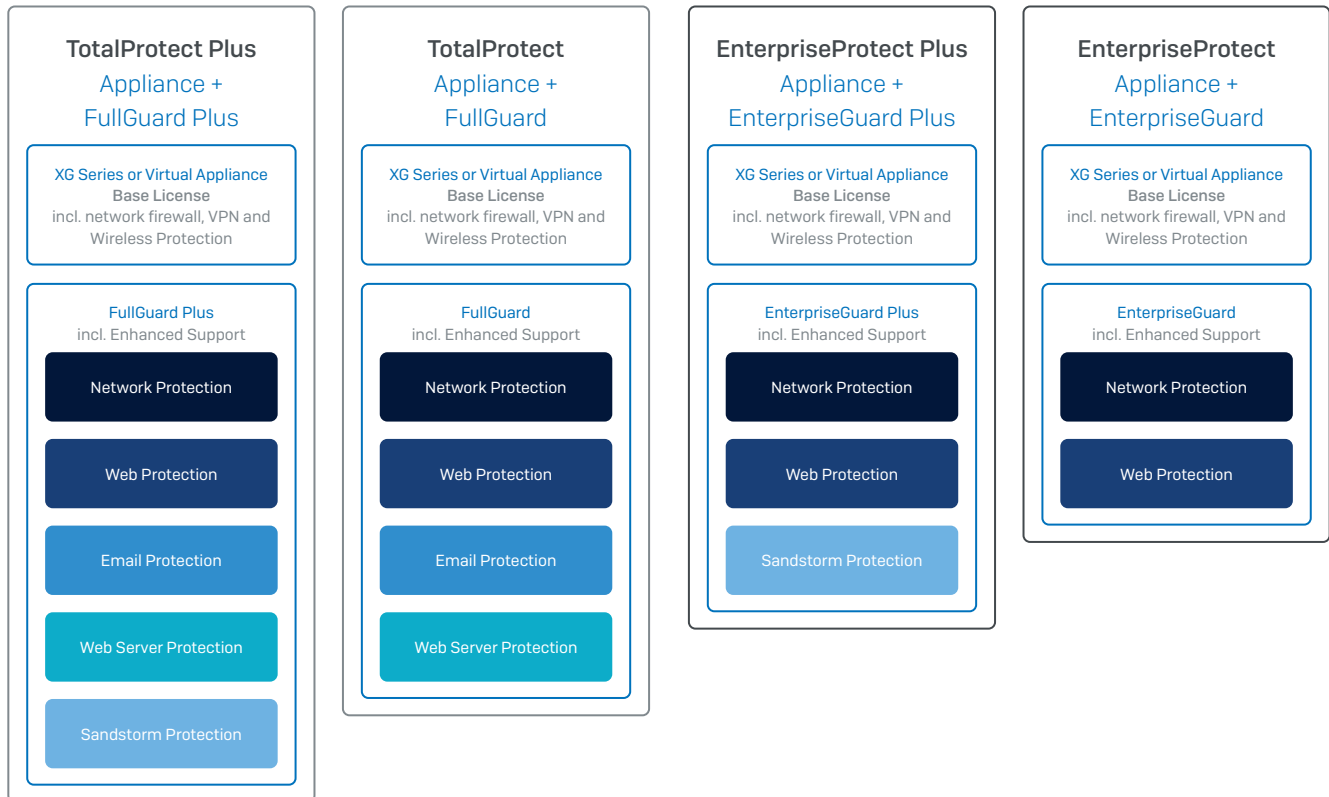 TotalProtect Plus
Appliance +
FullGuard Plus
XG Series or Virtual Appliance
Base License
incl. network firewall, VPN and
Wireless Protection
FullGuard Plus
incl. Enhanced Support
Network Protection
Web Protection
Email Protection
Web Server Protection
Sandstorm Protection
TotalProtect
Appliance +
FullGuard
XG Series or Virtual Appliance
Base License
incl. network firewall, VPN and
Wireless Protection
FullGuard
incl. Enhanced Support
Network Protection
Web Protection
Email Protection
Web Server Protection
EnterpriseProtect Plus
Appliance +
EnterpriseGuard Plus
XG Series or Virtual Appliance
Base License
incl. network firewall, VPN and
Wireless Protection
EnterpriseGuard Plus
incl. Enhanced Support
Network Protection
Web Protection
Sandstorm Protection
EnterpriseProtect
Appliance +
EnterpriseGuard
XG Series or Virtual Appliance
Base License
incl. network firewall, VPN and
Wireless Protection
EnterpriseGuard
incl. Enhanced Support
Network Protection
Web Protection